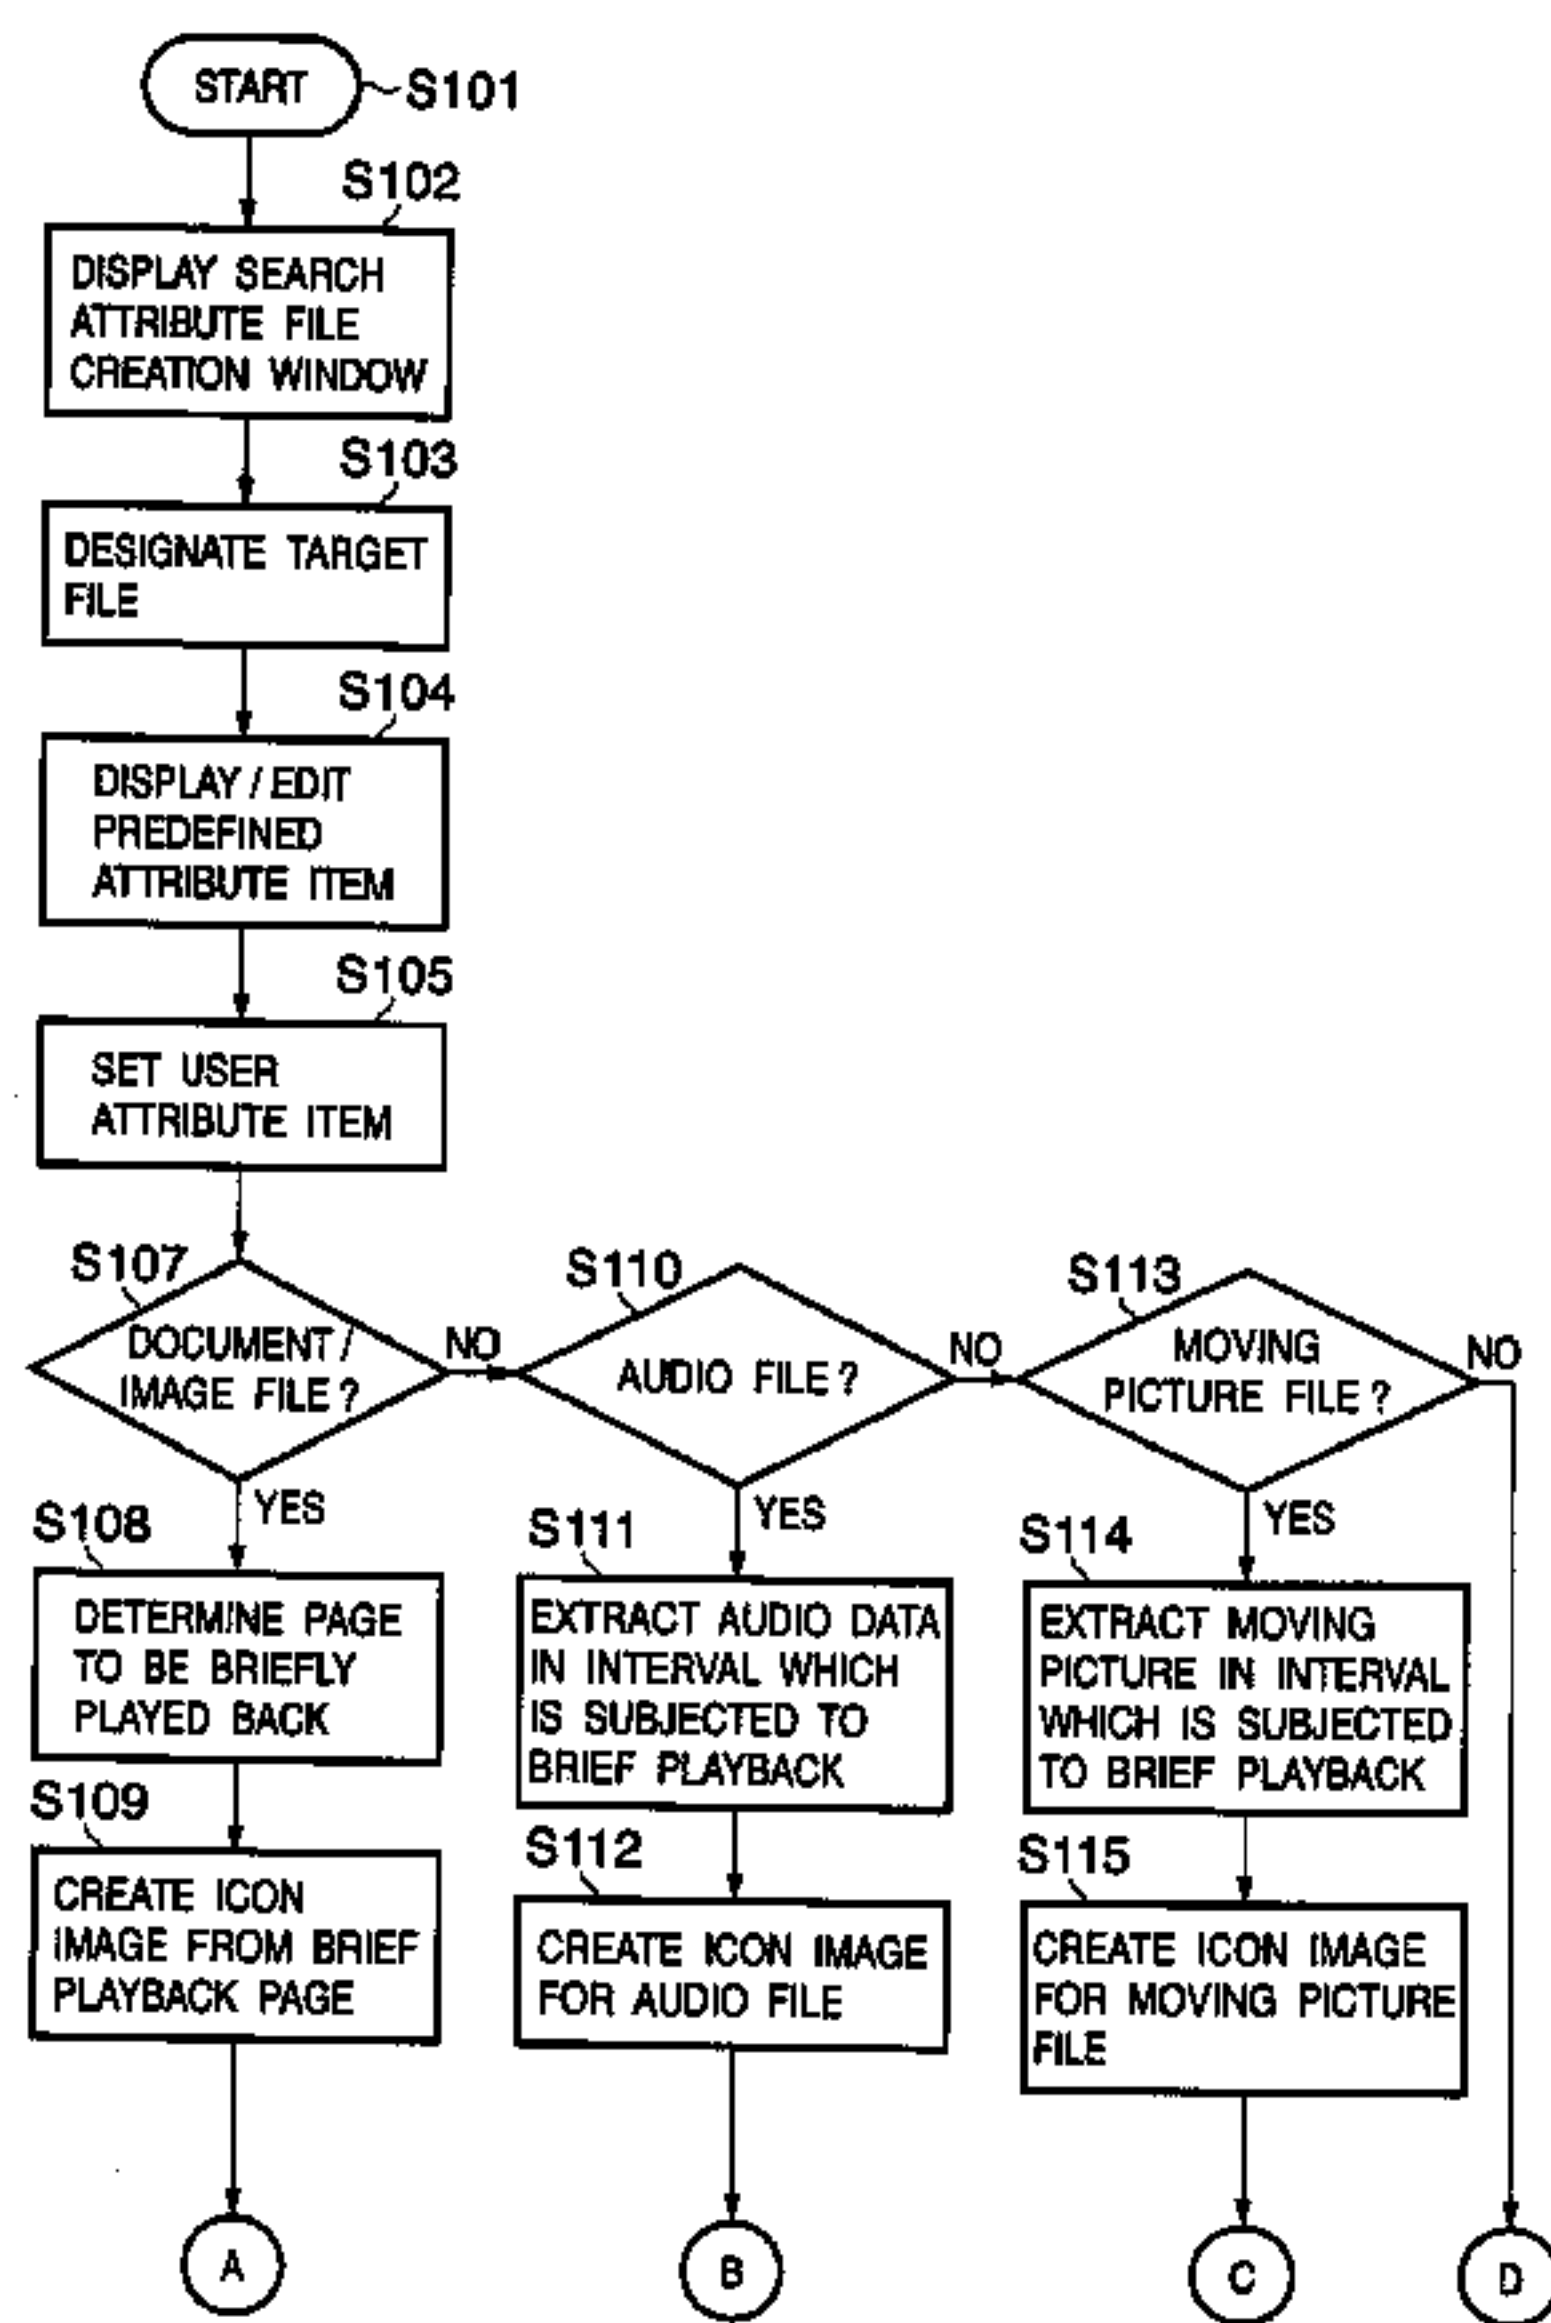 START
S101
S102
DISPLAY SEARCH
ATTRIBUTE FILE
CREATION WINDOW
S103
DESIGNATE TARGET
FILE
S104
DISPLAY / EDIT
PREDEFINED
ATTRIBUTE ITEM
S105
SET USER
ATTRIBUTE ITEM
S107
DOCUMENT /
IMAGE FILE ?
NO
YES
S110
AUDIO FILE ?
NO
YES
S113
MOVING
PICTURE FILE ?
NO
YES
S108
DETERMINE PAGE
TO BE BRIEFLY
PLAYED BACK
S109
CREATE ICON
IMAGE FROM BRIEF
PLAYBACK PAGE
S111
EXTRACT AUDIO DATA
IN INTERVAL WHICH
IS SUBJECTED TO
BRIEF PLAYBACK
S112
CREATE ICON IMAGE
FOR AUDIO FILE
S114
EXTRACT MOVING
PICTURE IN INTERVAL
WHICH IS SUBJECTED
TO BRIEF PLAYBACK
S115
CREATE ICON IMAGE
FOR MOVING PICTURE
FILE
A
B
C
D